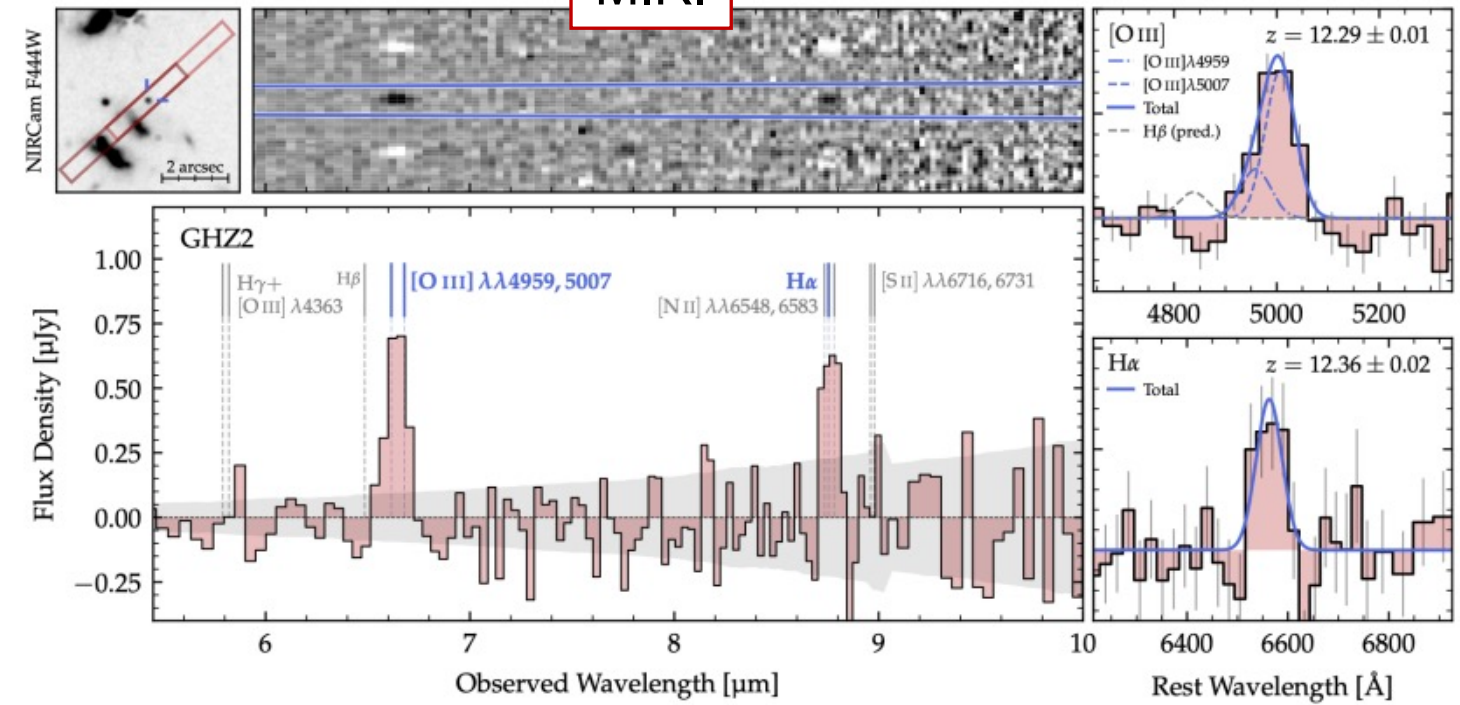 MIRI
NIRCam F444W
2 arcsec
[O III]
z = 12.29 ± 0.01
[O III]λ4959
[O III]λ5007
Total
Hβ (pred.)
4800 5000 5200
GHZ2
Hγ+
[O III] λ4363
Hβ
[O III] λλ4959, 5007
Hα
[N II] λλ6548, 6583
[S II] λλ6716, 6731
1.00
0.75
0.50
0.25
0.00
−0.25
Flux Density [μJy]
6 7 8 9 10
Observed Wavelength [μm]
Hα
z = 12.36 ± 0.02
Total
6400 6600 6800
Rest Wavelength [Å]